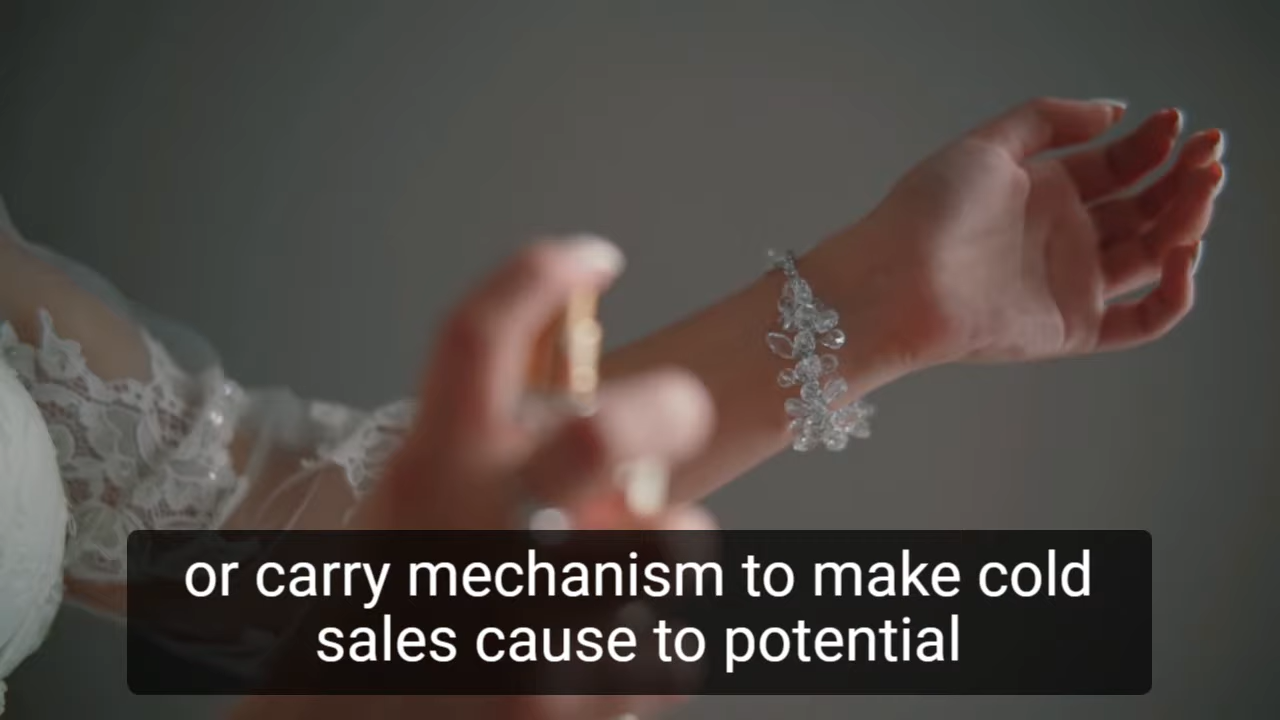 or carry mechanism to make cold
sales cause to potential